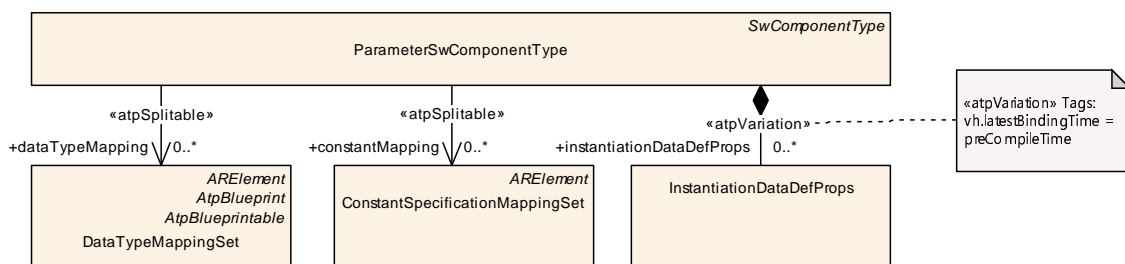 SwComponentType
ParameterSwComponentType
«atpSplitable»
«atpSplitable»
«atpVariation»
«atpVariation» Tags:
vh.latestBindingTime =
preCompileTime
+dataTypeMapping 0..*
+constantMapping 0..*
+instantiationDataDefProps 0..*
ARElement
AtpBlueprint
AtpBlueprintable
DataTypeMappingSet
ARElement
ConstantSpecificationMappingSet
InstantiationDataDefProps